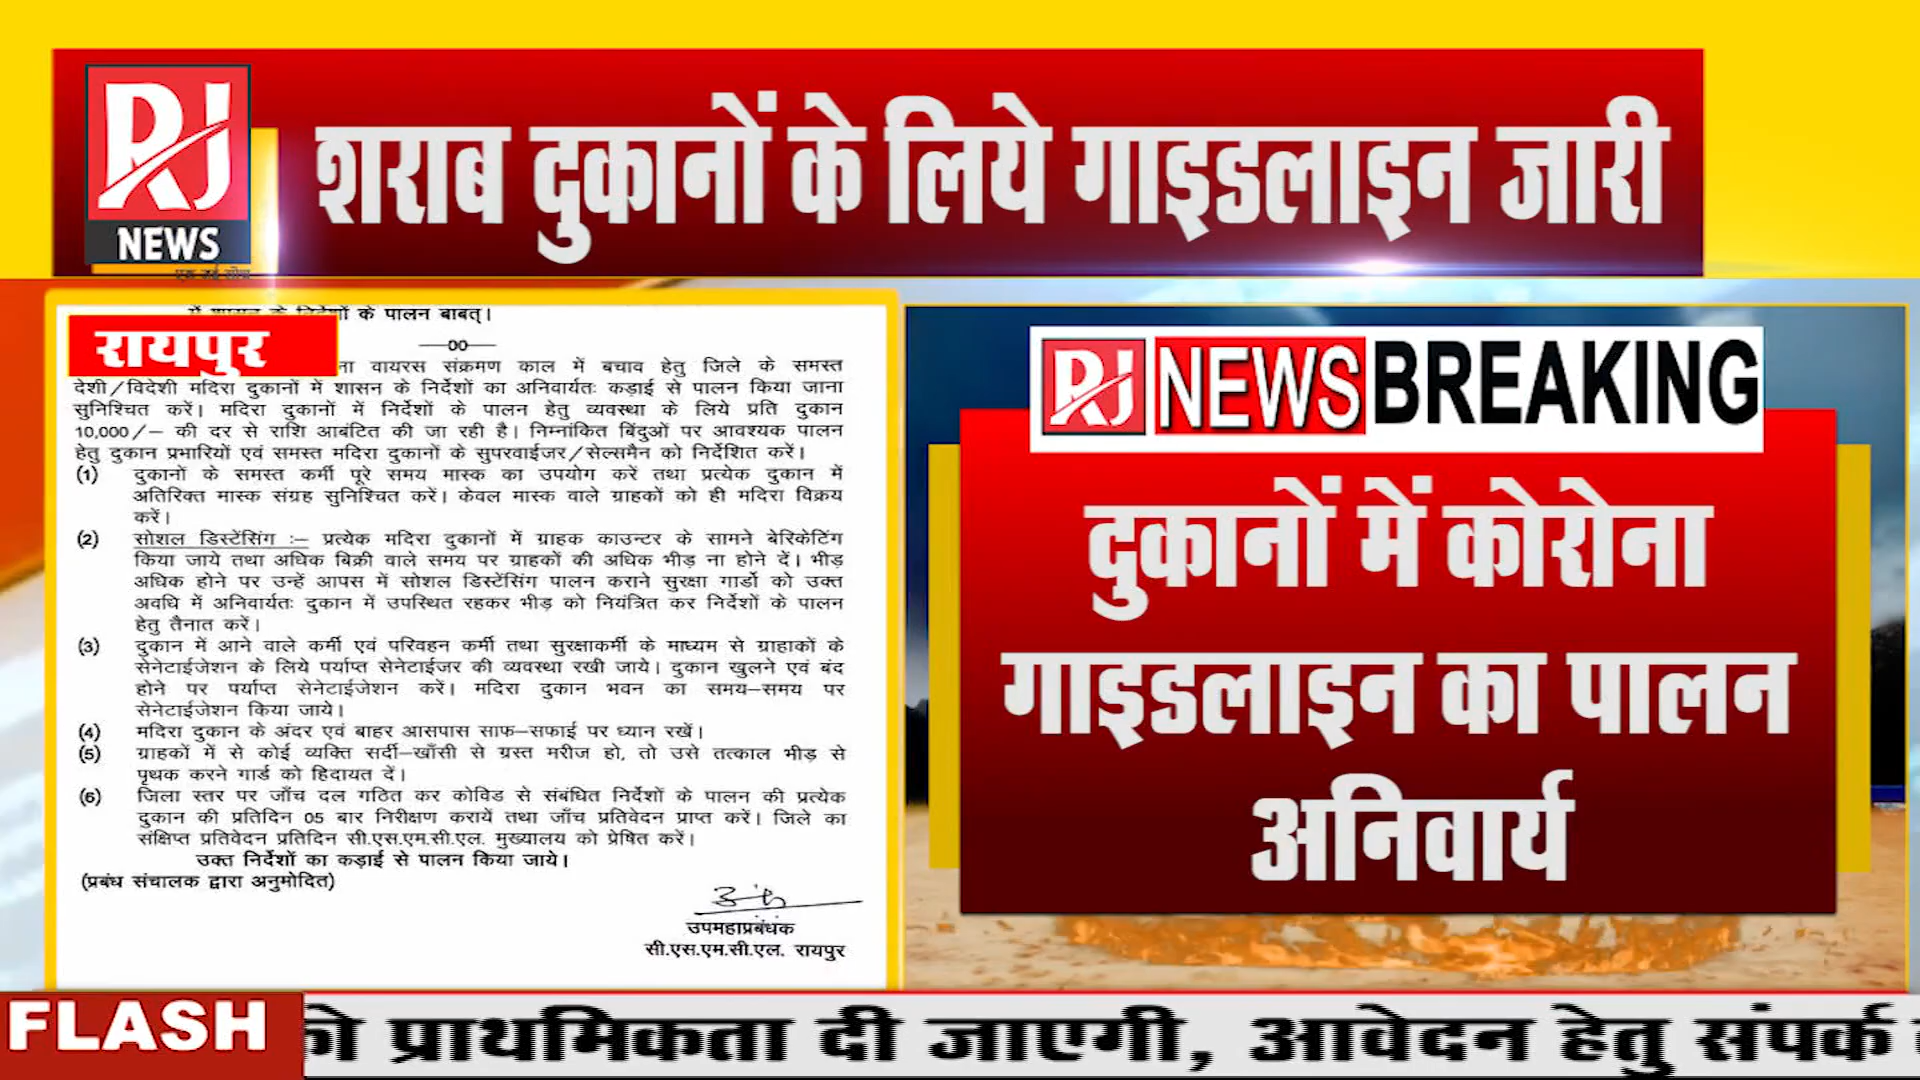 RJ
NEWS
एक नई सोच
शराब दुकानों के लिये गाइडलाइन जारी
के पालन बाबत्।
रायपुर
—00—
वायरस संक्रमण काल में बचाव हेतु जिले के समस्त
देशी/विदेशी मदिरा दुकानों में शासन के निर्देशों का अनिवार्यतः कड़ाई से पालन किया जाना
सुनिश्चित करें। मदिरा दुकानों में निर्देशों के पालन हेतु व्यवस्था के लिये प्रति दुकान
10,000/— की दर से राशि आबंटित की जा रही है। निम्नांकित बिंदुओं पर आवश्यक पालन
हेतु दुकान प्रभारियों एवं समस्त मदिरा दुकानों के सुपरवाईजर/सेल्समैन को निर्देशित करें।
(1) दुकानों के समस्त कर्मी पूरे समय मास्क का उपयोग करें तथा प्रत्येक दुकान में
अतिरिक्त मास्क संग्रह सुनिश्चित करें। केवल मास्क वाले ग्राहकों को ही मदिरा विक्रय
करें।
(2) सोशल डिस्टेंसिंग :— प्रत्येक मदिरा दुकानों में ग्राहक काउन्टर के सामने बेरिकेटिंग
किया जाये तथा अधिक बिक्री वाले समय पर ग्राहकों की अधिक भीड़ ना होने दें। भीड़
अधिक होने पर उन्हें आपस में सोशल डिस्टेंसिंग पालन कराने सुरक्षा गार्डो को उक्त
अवधि में अनिवार्यतः दुकान में उपस्थित रहकर भीड़ को नियंत्रित कर निर्देशों के पालन
हेतु तैनात करें।
(3) दुकान में आने वाले कर्मी एवं परिवहन कर्मी तथा सुरक्षाकर्मी के माध्यम से ग्राहाकों के
सेनेटाईजेशन के लिये पर्याप्त सेनेटाईजर की व्यवस्था रखी जाये। दुकान खुलने एवं बंद
होने पर पर्याप्त सेनेटाईजेशन करें। मदिरा दुकान भवन का समय—समय पर
सेनेटाईजेशन किया जाये।
(4) मदिरा दुकान के अंदर एवं बाहर आसपास साफ—सफाई पर ध्यान रखें।
(5) ग्राहकों में से कोई व्यक्ति सर्दी—खाँसी से ग्रस्त मरीज हो, तो उसे तत्काल भीड़ से
पृथक करने गार्ड को हिदायत दें।
(6) जिला स्तर पर जाँच दल गठित कर कोविड से संबंधित निर्देशों के पालन की प्रत्येक
दुकान की प्रतिदिन 05 बार निरीक्षण करायें तथा जाँच प्रतिवेदन प्राप्त करें। जिले का
संक्षिप्त प्रतिवेदन प्रतिदिन सी.एस.एम.सी.एल. मुख्यालय को प्रेषित करें।
उक्त निर्देशों का कड़ाई से पालन किया जाये।
(प्रबंध संचालक द्वारा अनुमोदित)
उपमहाप्रबंधंक
सी.एस.एम.सी.एल. रायपुर
RJ NEWS BREAKING
दुकानों में कोरोना
गाइडलाइन का पालन
अनिवार्य
FLASH
को प्राथमिकता दी जाएगी, आवेदन हेतु संपर्क